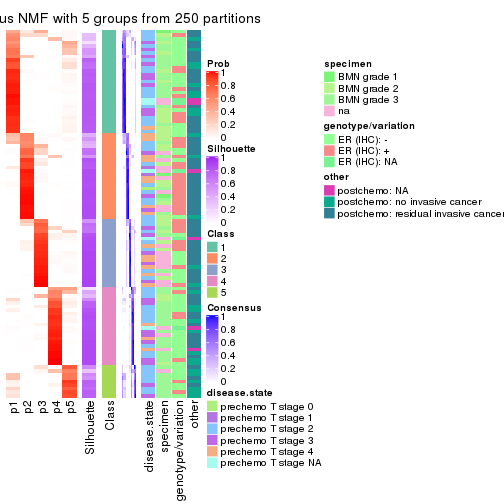 us NMF with 5 groups from 250 partitions
Prob
1
0.8
0.6
0.4
0.2
0
Silhouette
1
0.8
0.6
0.4
0.2
0
Class
1
2
3
4
5
Consensus
1
0.8
0.6
0.4
0.2
0
disease.state
prechemo T stage 0
prechemo T stage 1
prechemo T stage 2
prechemo T stage 3
prechemo T stage 4
prechemo T stage NA
specimen
BMN grade 1
BMN grade 2
BMN grade 3
na
genotype/variation
ER (IHC): -
ER (IHC): +
ER (IHC): NA
other
postchemo: NA
postchemo: no invasive cancer
postchemo: residual invasive cancer
p1
p2
p3
p4
p5
Silhouette
Class
disease.state
specimen
genotype/variation
other